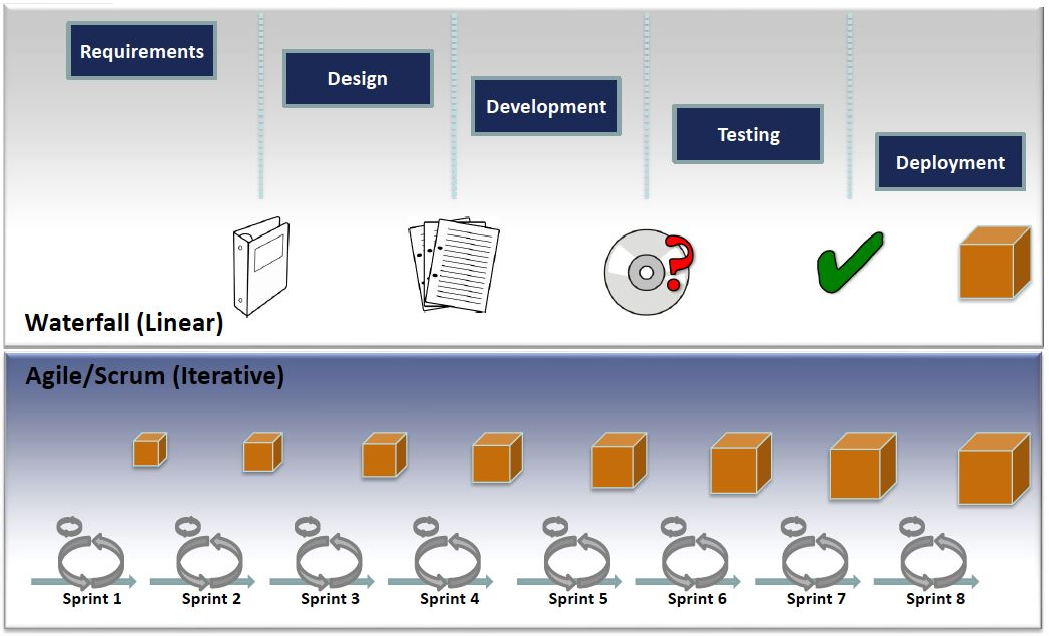 Requirements
Design
Development
Testing
Deployment
Waterfall (Linear)
Agile/Scrum (Iterative)
Sprint 1
Sprint 2
Sprint 3
Sprint 4
Sprint 5
Sprint 6
Sprint 7
Sprint 8